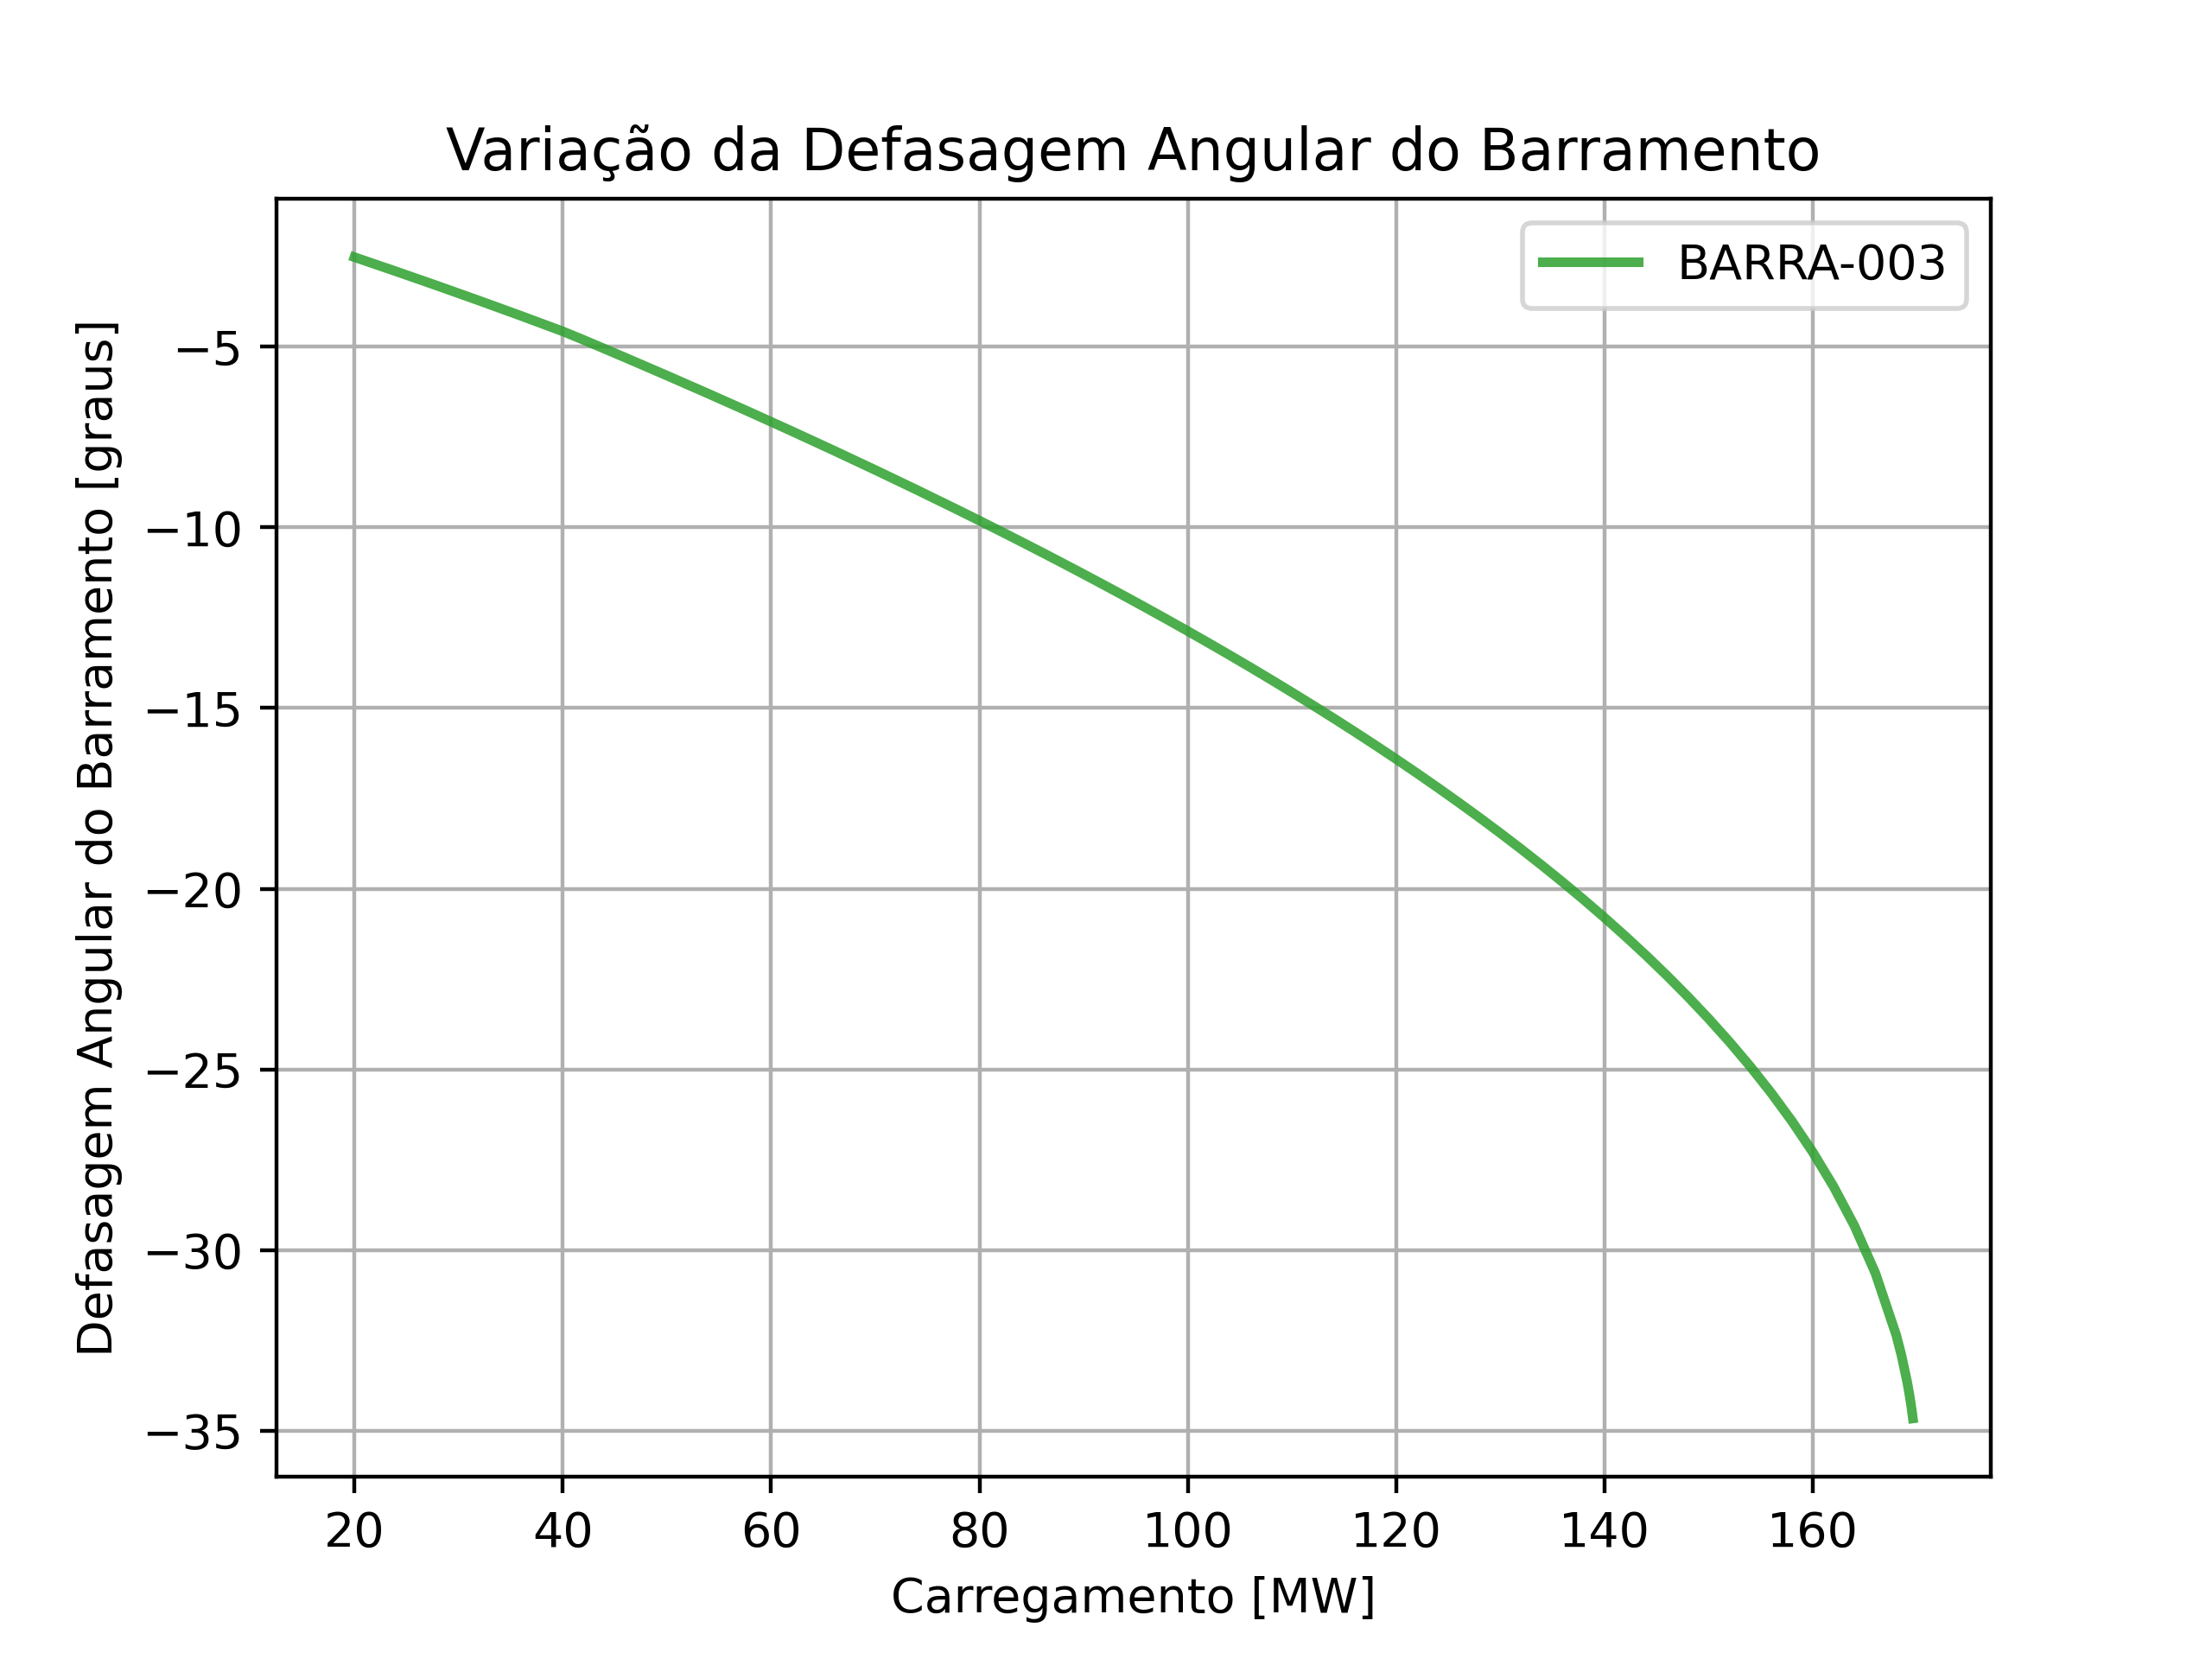 Variação da Defasagem Angular do Barramento
BARRA-003
Defasagem Angular do Barramento [graus]
−5
−10
−15
−20
−25
−30
−35
20 40 60 80 100 120 140 160
Carregamento [MW]